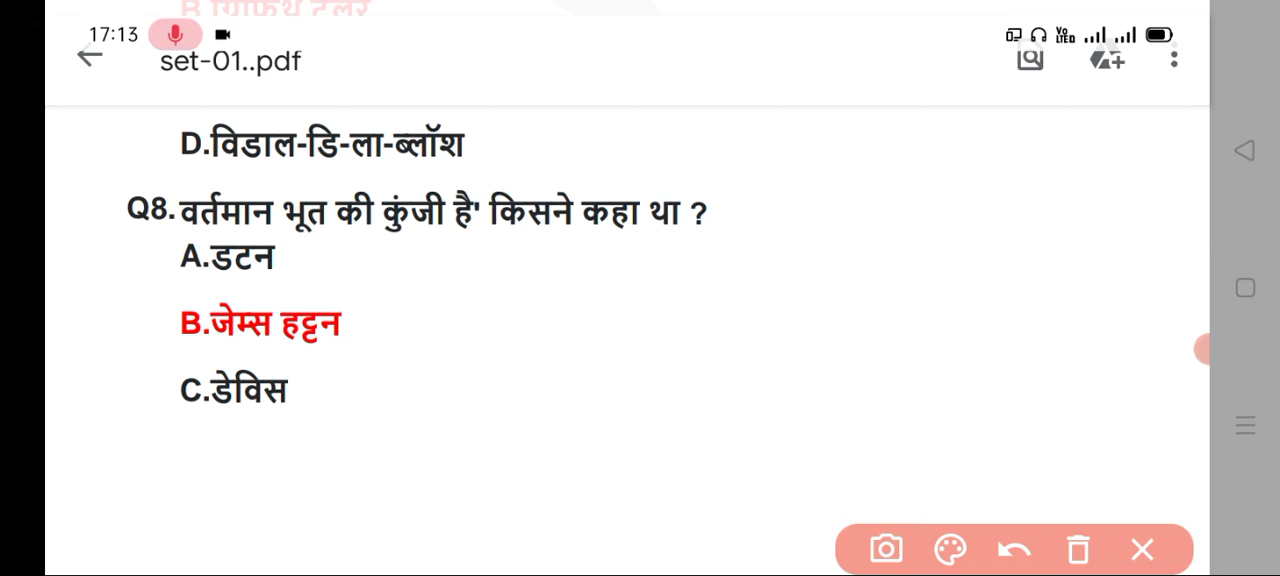 17:13
set-01..pdf
D.विडाल-डि-ला-ब्लॉश
Q8. वर्तमान भूत की कुंजी है' किसने कहा था ?
A.डटन
B.जेम्स हट्टन
C.डेविस